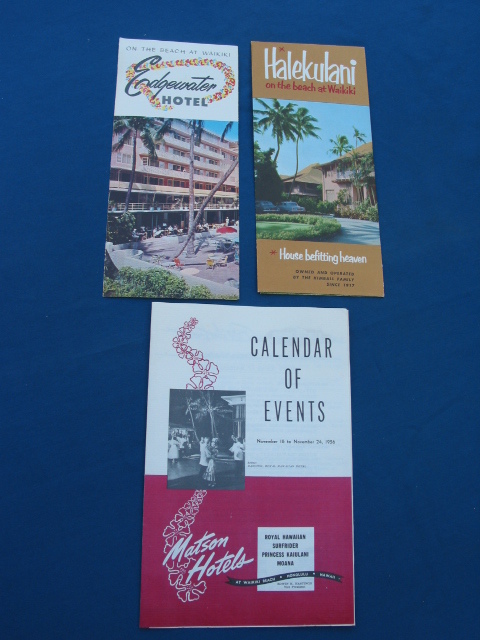 ON THE BEACH AT WAIKIKI
Edgewater
HOTEL
Halekulani
on the beach at Waikiki
House befitting heaven
OWNED AND OPERATED
BY THE KIMBALL FAMILY
SINCE 1917
CALENDAR
OF
EVENTS
November 16 to November 24, 1956
Matson
Hotels
ROYAL HAWAIIAN
SURFRIDER
PRINCESS KAIULANI
MOANA
AT WAIKIKI BEACH • HONOLULU • HAWAII